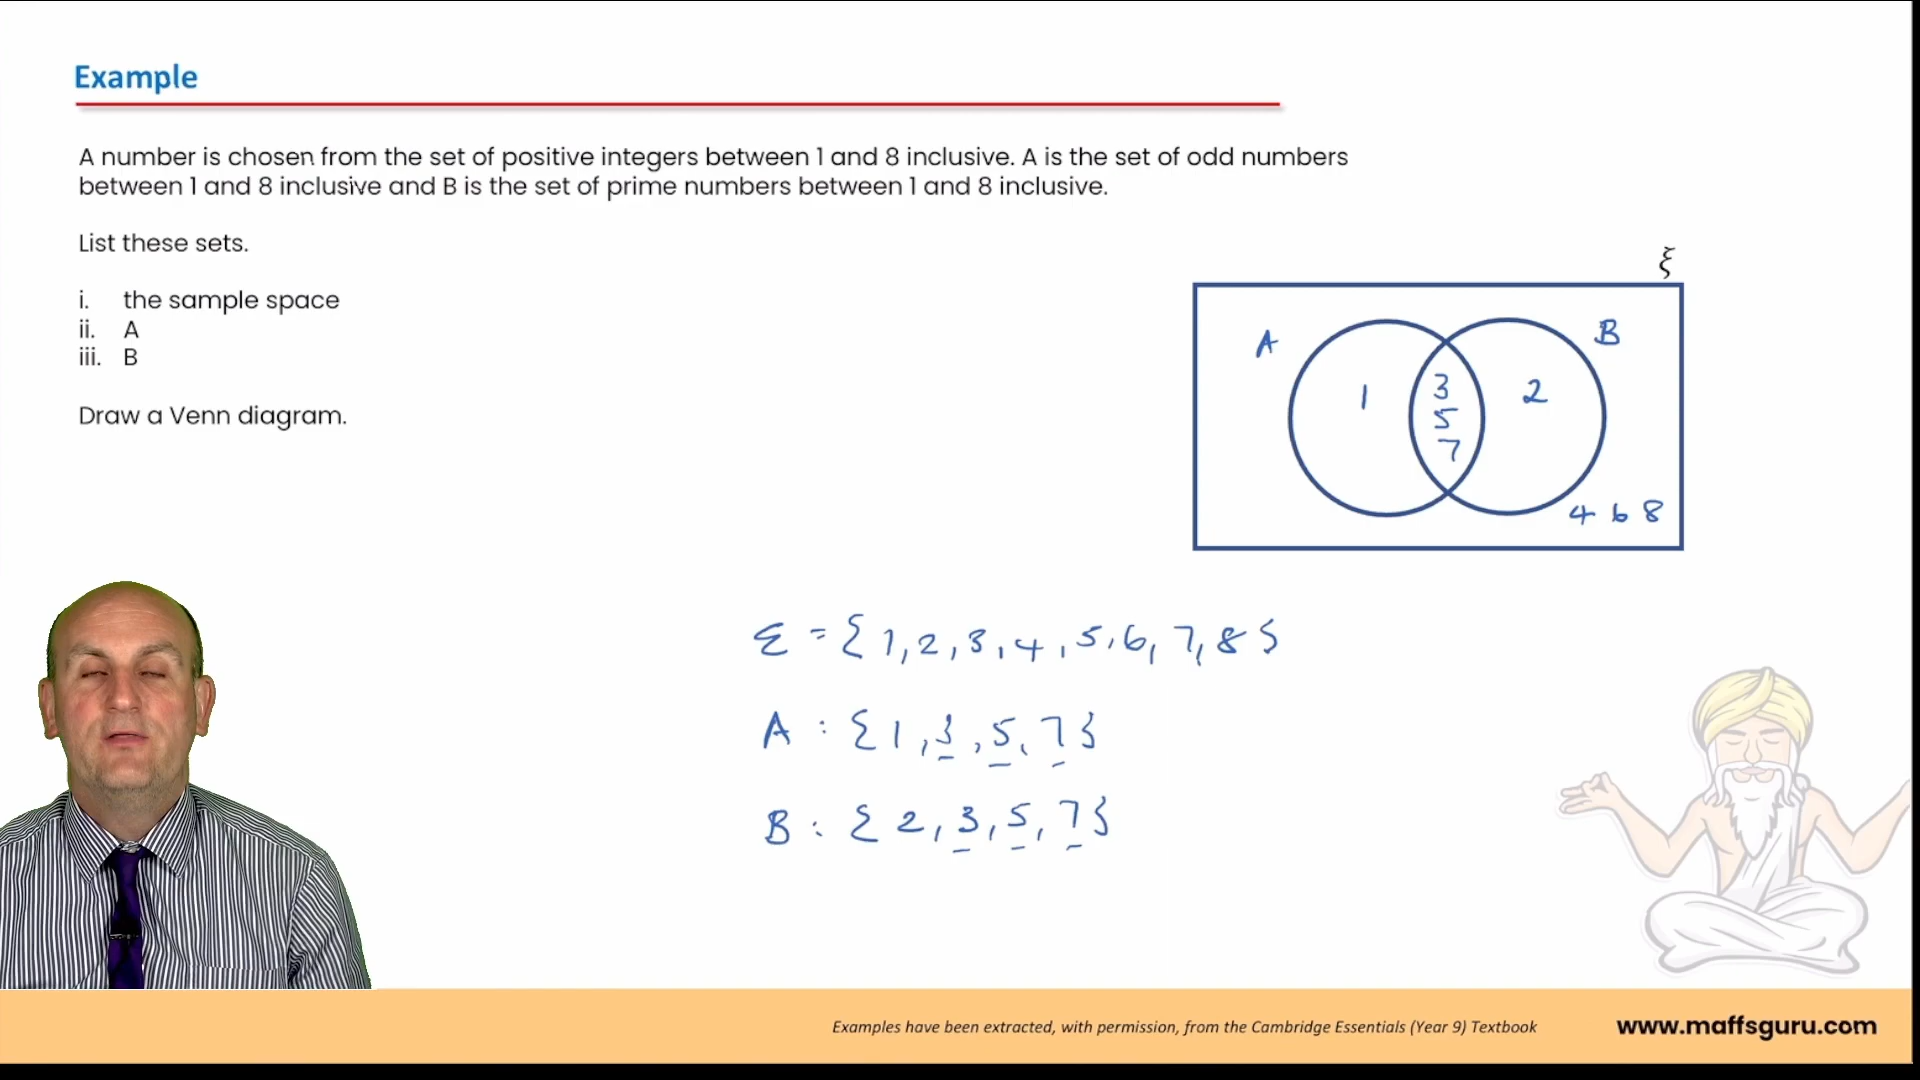 Example
A number is chosen from the set of positive integers between 1 and 8 inclusive. A is the set of odd numbers
between 1 and 8 inclusive and B is the set of prime numbers between 1 and 8 inclusive.
List these sets.
i. the sample space
ii. A
iii. B
Draw a Venn diagram.
ξ
A B
1 3 2
5
7
4 6 8
Ɛ = { 1, 2, 3, 4, 5, 6, 7, 8 }
A : { 1, 3, 5, 7 }
B : { 2, 3, 5, 7 }
Examples have been extracted, with permission, from the Cambridge Essentials (Year 9) Textbook
www.maffsguru.com